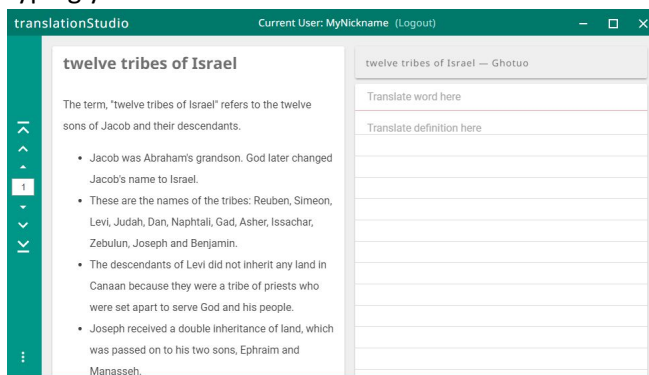 translationStudio
Current User: MyNickname (Logout)
twelve tribes of Israel
The term, "twelve tribes of Israel" refers to the twelve
sons of Jacob and their descendants.
• Jacob was Abraham's grandson. God later changed
Jacob's name to Israel.
• These are the names of the tribes: Reuben, Simeon,
Levi, Judah, Dan, Naphtali, Gad, Asher, Issachar,
Zebulun, Joseph and Benjamin.
• The descendants of Levi did not inherit any land in
Canaan because they were a tribe of priests who
were set apart to serve God and his people.
• Joseph received a double inheritance of land, which
was passed on to his two sons, Ephraim and
Manasseh.
twelve tribes of Israel — Ghotuo
Translate word here
Translate definition here
1